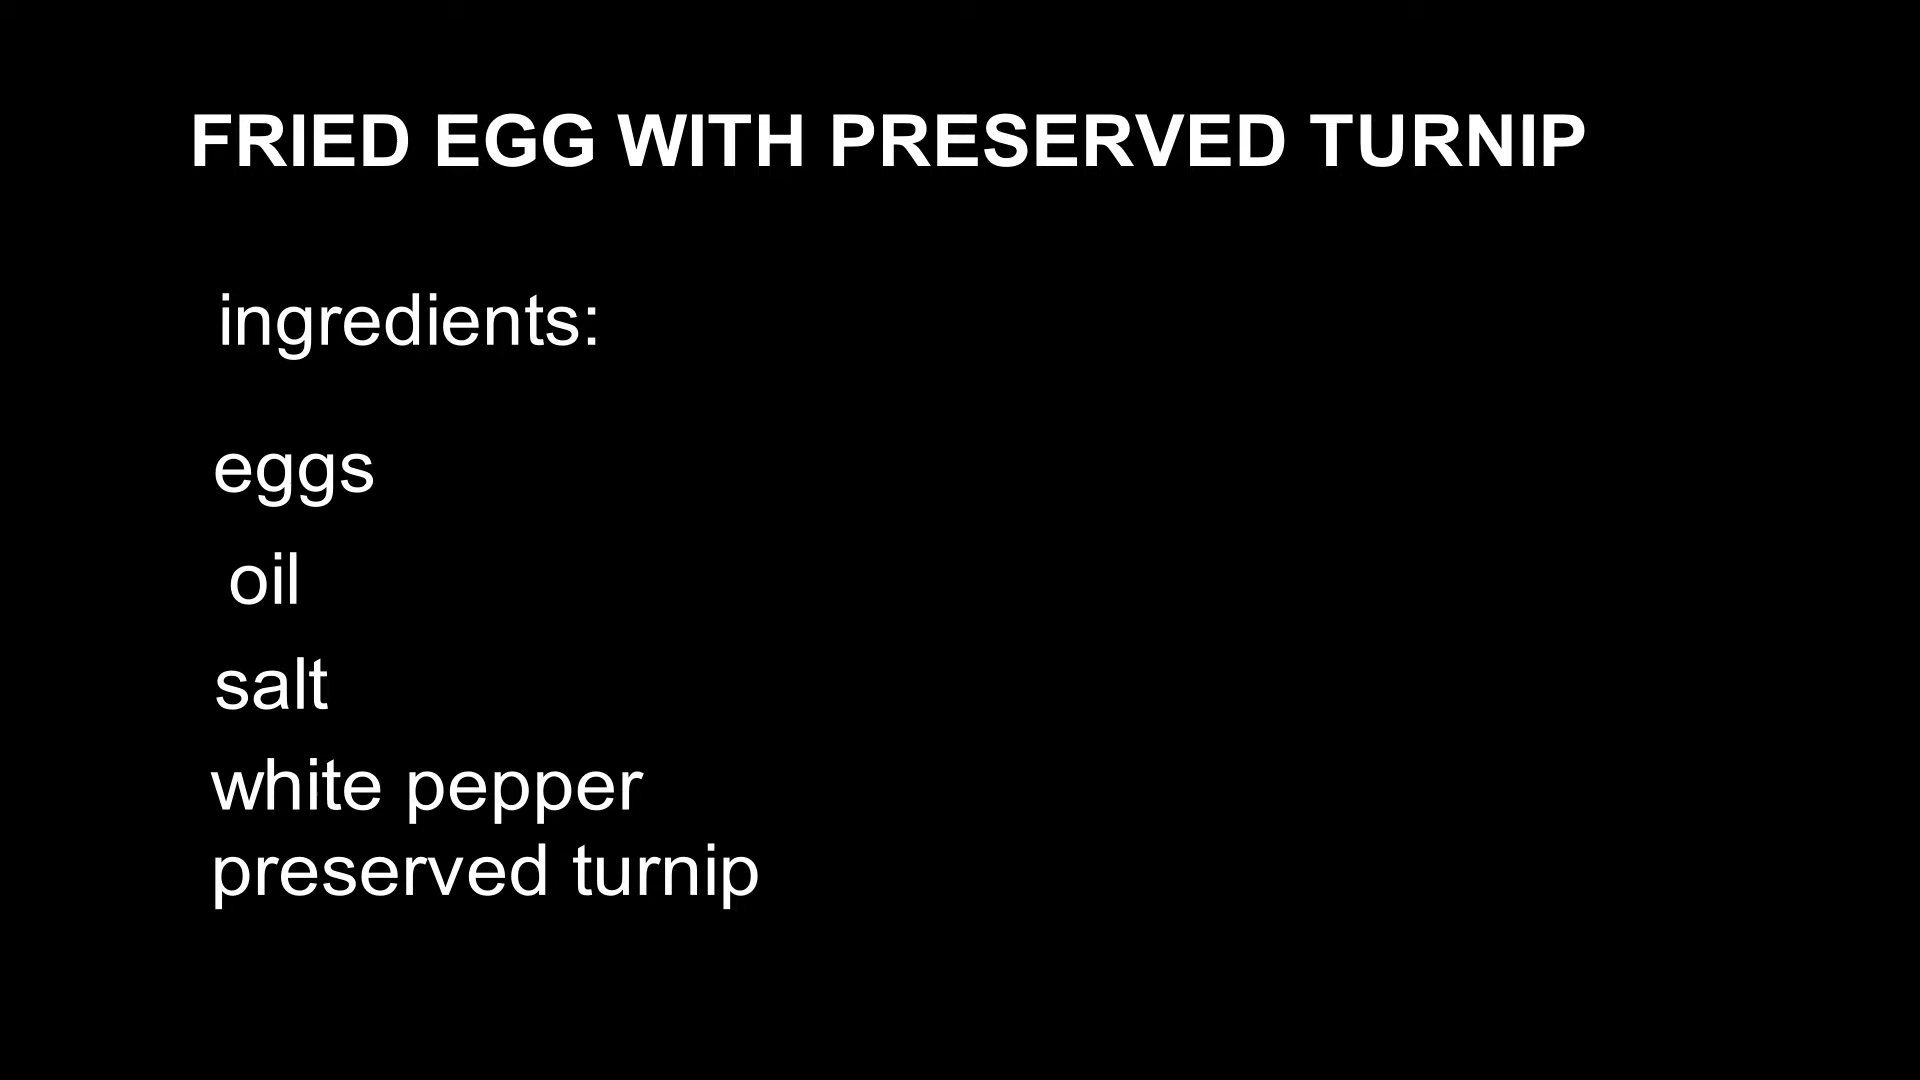 FRIED EGG WITH PRESERVED TURNIP
ingredients:
eggs
oil
salt
white pepper
preserved turnip